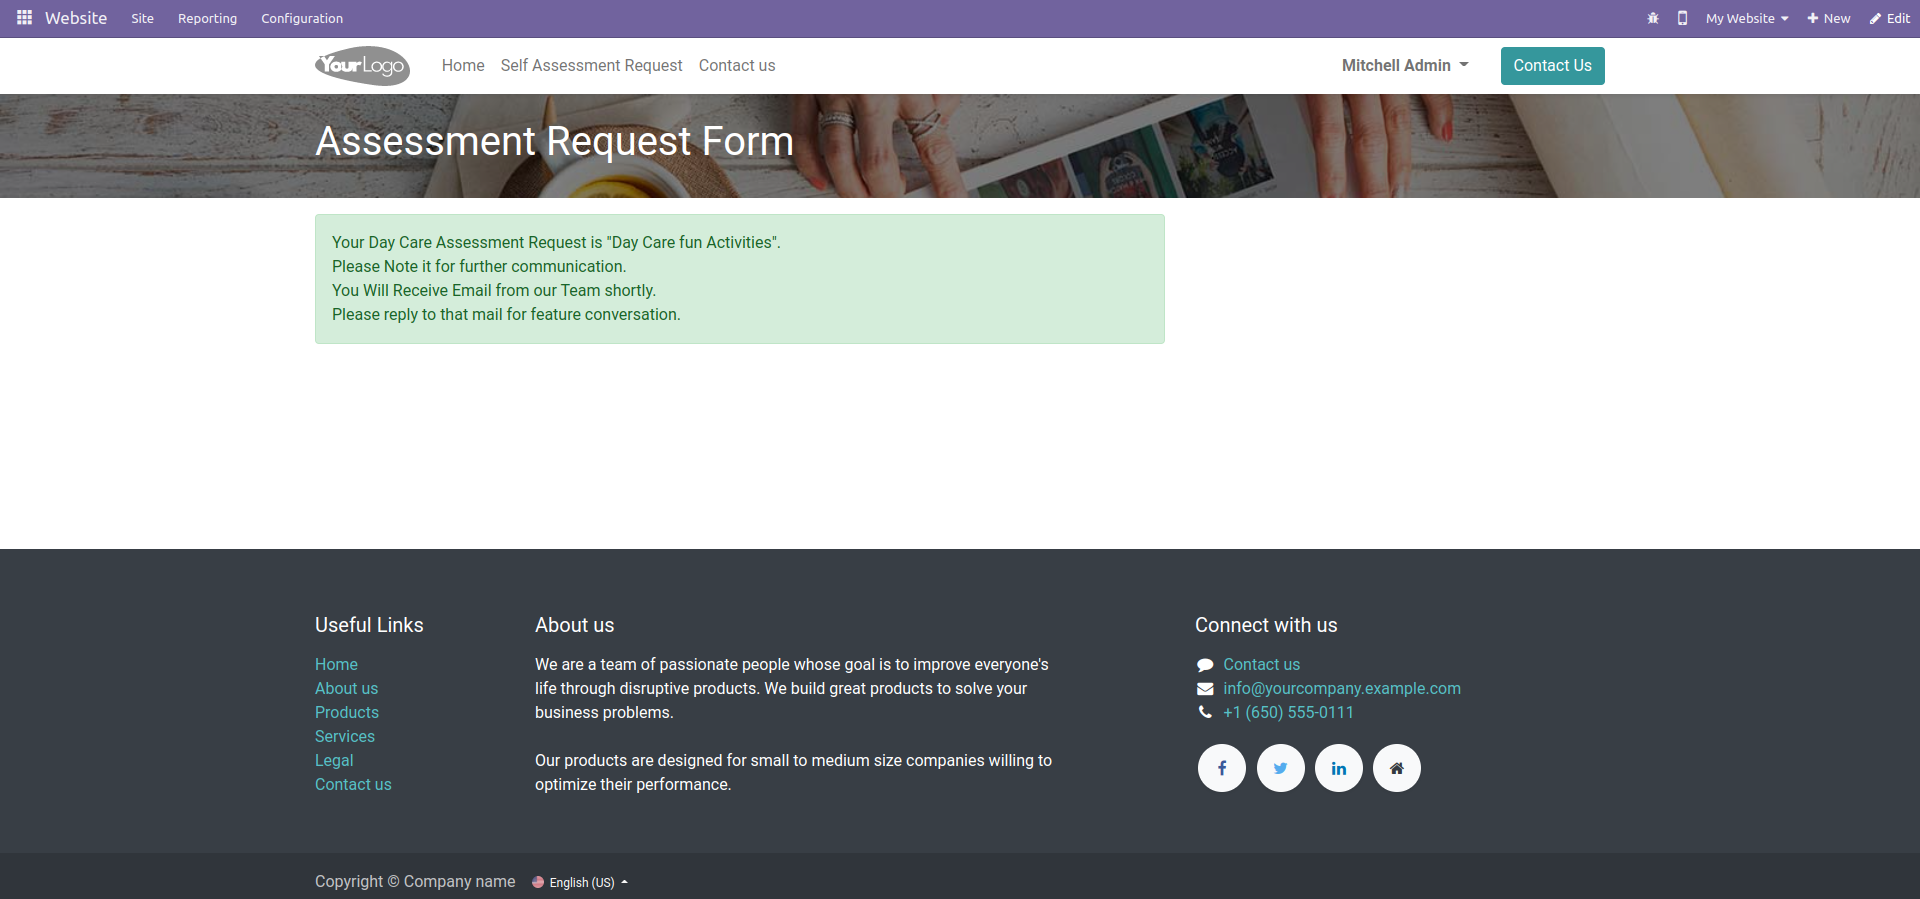 Website Site Reporting Configuration My Website New Edit
YourLogo Home Self Assessment Request Contact us Mitchell Admin Contact Us
Assessment Request Form
Your Day Care Assessment Request is "Day Care fun Activities".
Please Note it for further communication.
You Will Receive Email from our Team shortly.
Please reply to that mail for feature conversation.
Useful Links
Home
About us
Products
Services
Legal
Contact us
About us
We are a team of passionate people whose goal is to improve everyone's
life through disruptive products. We build great products to solve your
business problems.
Our products are designed for small to medium size companies willing to
optimize their performance.
Connect with us
Contact us
info@yourcompany.example.com
+1 (650) 555-0111
Copyright © Company name English (US)